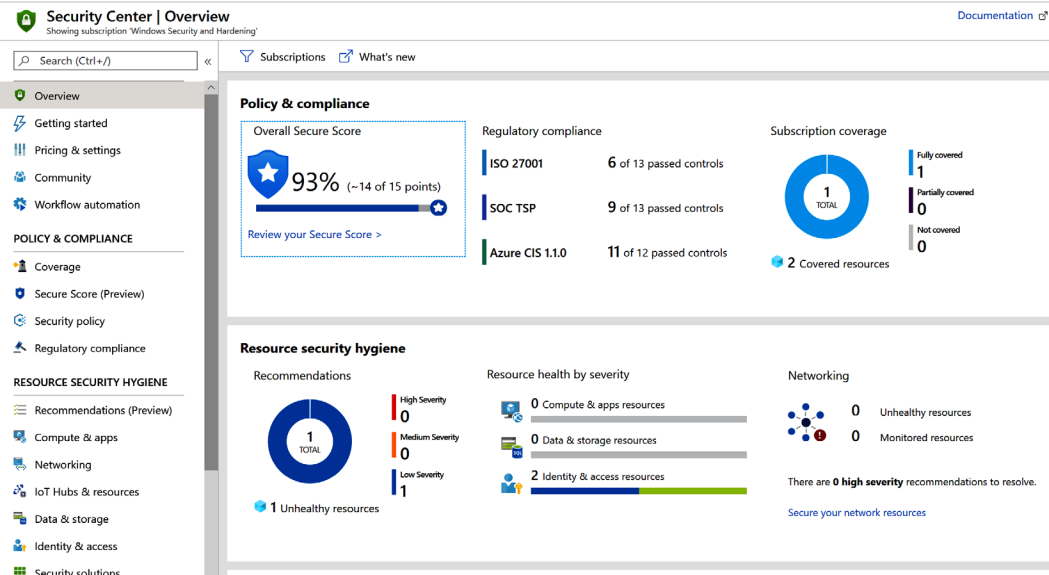 Security Center | Overview
Showing subscription 'Windows Security and Hardening'
Documentation
Search (Ctrl+/)
«
Overview
Getting started
Pricing & settings
Community
Workflow automation
POLICY & COMPLIANCE
Coverage
Secure Score (Preview)
Security policy
Regulatory compliance
RESOURCE SECURITY HYGIENE
Recommendations (Preview)
Compute & apps
Networking
IoT Hubs & resources
Data & storage
Identity & access
Security solutions
Subscriptions
What's new
Policy & compliance
Overall Secure Score
93% (~14 of 15 points)
Review your Secure Score >
Regulatory compliance
ISO 27001 6 of 13 passed controls
SOC TSP 9 of 13 passed controls
Azure CIS 1.1.0 11 of 12 passed controls
Subscription coverage
1
TOTAL
Fully covered
1
Partially covered
0
Not covered
0
2 Covered resources
Resource security hygiene
Recommendations
1
TOTAL
High Severity
0
Medium Severity
0
Low Severity
1
1 Unhealthy resources
Resource health by severity
0 Compute & apps resources
0 Data & storage resources
SQL
2 Identity & access resources
Networking
0 Unhealthy resources
0 Monitored resources
There are 0 high severity recommendations to resolve.
Secure your network resources